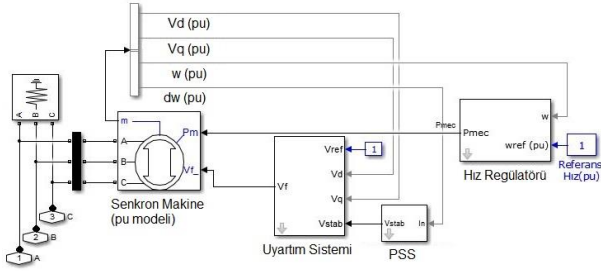 Vd (pu)
Vq (pu)
w (pu)
dw (pu)
A B C
m
A
B
C
Pm
Vf_
Senkron Makine
(pu modeli)
3 C
2 B
1 A
Vref
Vd
Vq
Vstab
Vf
1
Uyartım Sistemi
Vstab In
PSS
Pmec
Pmec
w
wref (pu)
Hız Regülatörü
1
Referans
Hız(pu)